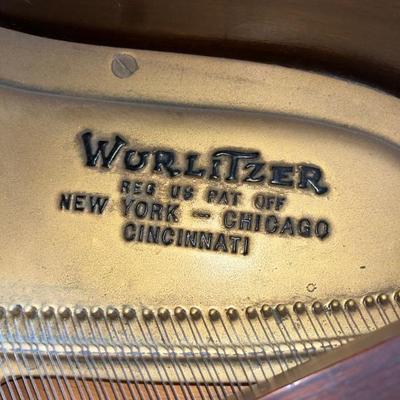 WURLITZER
REG US PAT OFF
NEW YORK – CHICAGO
CINCINNATI